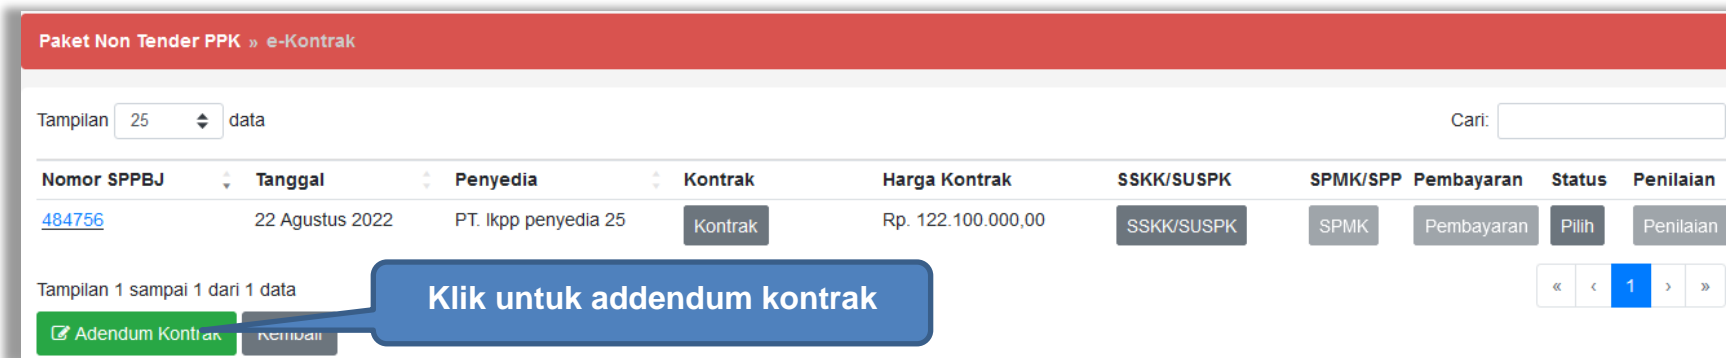 Paket Non Tender PPK » e-Kontrak
Tampilan 25 data Cari:
Nomor SPPBJ Tanggal Penyedia Kontrak Harga Kontrak SSKK/SUSPK SPMK/SPP Pembayaran Status Penilaian
484756 22 Agustus 2022 PT. lkpp penyedia 25 Kontrak Rp. 122.100.000,00 SSKK/SUSPK SPMK Pembayaran Pilih Penilaian
Tampilan 1 sampai 1 dari 1 data « ‹ 1 › »
Klik untuk addendum kontrak
Adendum Kontrak Kembali